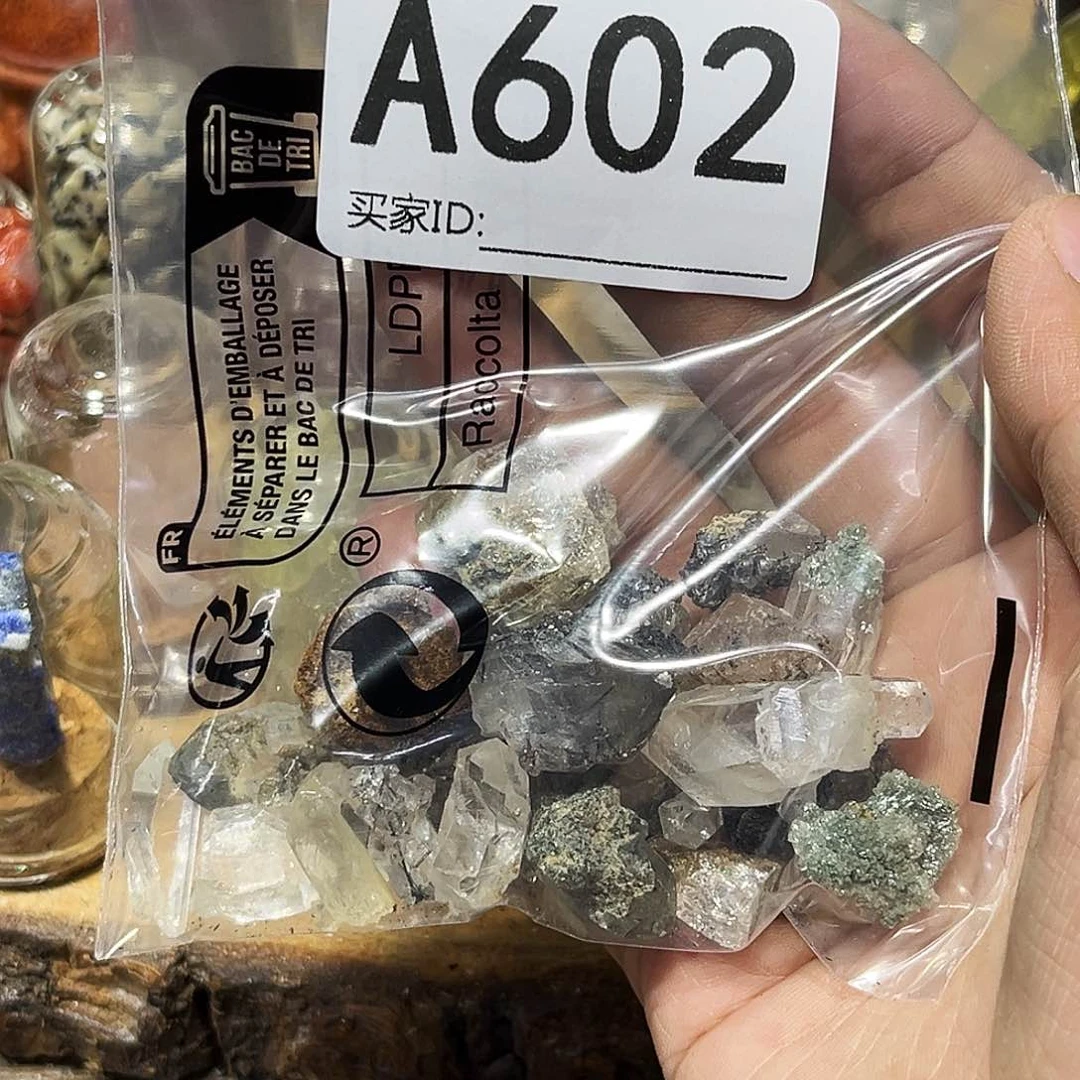 A602
买家ID:
BAC
DE
TRI
ÉLÉMENTS D'EMBALLAGE
À SÉPARER ET À DÉPOSER
DANS LE BAC DE TRI
FR
Raccolta
®